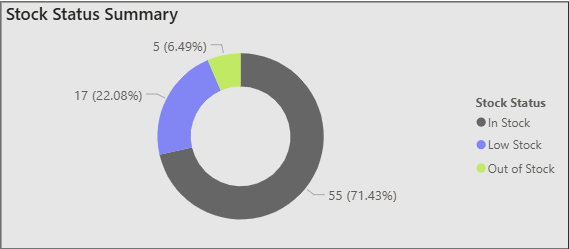 Stock Status Summary
5 (6.49%)
17 (22.08%)
55 (71.43%)
Stock Status
In Stock
Low Stock
Out of Stock